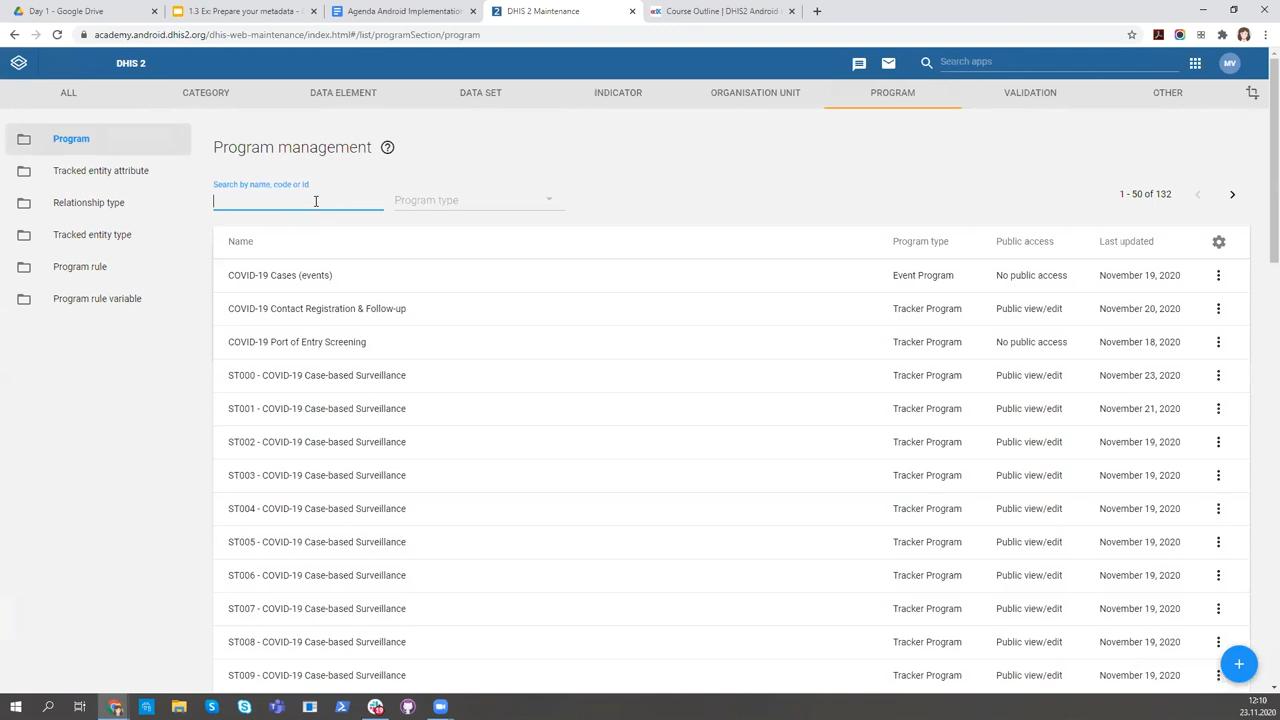 Day 1 - Google Drive
1.3 Ex: Prepare your metadata -
Agenda Android Implementation
DHIS 2 Maintenance
Course Outline | DHIS2 Android
academy.android.dhis2.org/dhis-web-maintenance/index.html#/list/programSection/program
DHIS 2
Search apps
MV
ALL
CATEGORY
DATA ELEMENT
DATA SET
INDICATOR
ORGANISATION UNIT
PROGRAM
VALIDATION
OTHER
Program
Tracked entity attribute
Relationship type
Tracked entity type
Program rule
Program rule variable
Program management
Search by name, code or id
Program type
1 - 50 of 132
Name Program type Public access Last updated
COVID-19 Cases (events) Event Program No public access November 19, 2020
COVID-19 Contact Registration & Follow-up Tracker Program Public view/edit November 20, 2020
COVID-19 Port of Entry Screening Tracker Program No public access November 18, 2020
ST000 - COVID-19 Case-based Surveillance Tracker Program Public view/edit November 23, 2020
ST001 - COVID-19 Case-based Surveillance Tracker Program Public view/edit November 21, 2020
ST002 - COVID-19 Case-based Surveillance Tracker Program Public view/edit November 19, 2020
ST003 - COVID-19 Case-based Surveillance Tracker Program Public view/edit November 19, 2020
ST004 - COVID-19 Case-based Surveillance Tracker Program Public view/edit November 19, 2020
ST005 - COVID-19 Case-based Surveillance Tracker Program Public view/edit November 19, 2020
ST006 - COVID-19 Case-based Surveillance Tracker Program Public view/edit November 19, 2020
ST007 - COVID-19 Case-based Surveillance Tracker Program Public view/edit November 19, 2020
ST008 - COVID-19 Case-based Surveillance Tracker Program Public view/edit November 19, 2020
ST009 - COVID-19 Case-based Surveillance Tracker Program Public view/edit November 19, 2020
12:10
23.11.2020